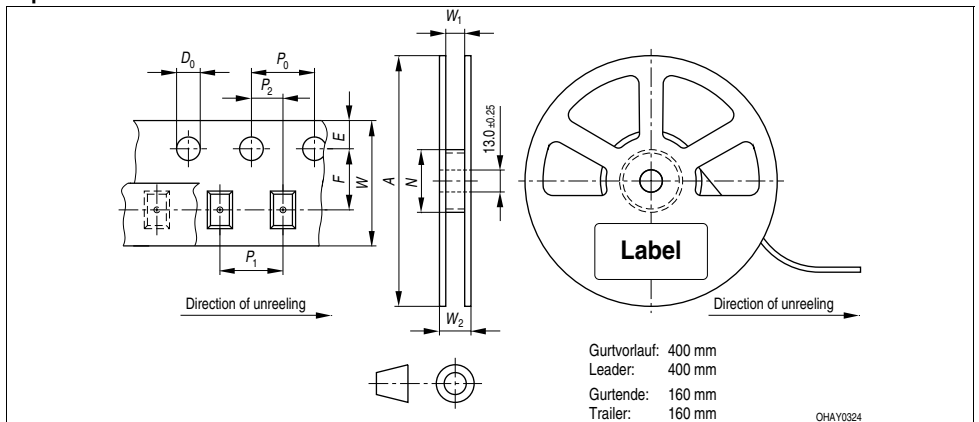 D0
P0
P2
E
F
W
P1
Direction of unreeling
W1
A
N
13.0 ±0.25
W2
Label
Direction of unreeling
Gurtvorlauf: 400 mm
Leader: 400 mm
Gurtende: 160 mm
Trailer: 160 mm
OHAY0324